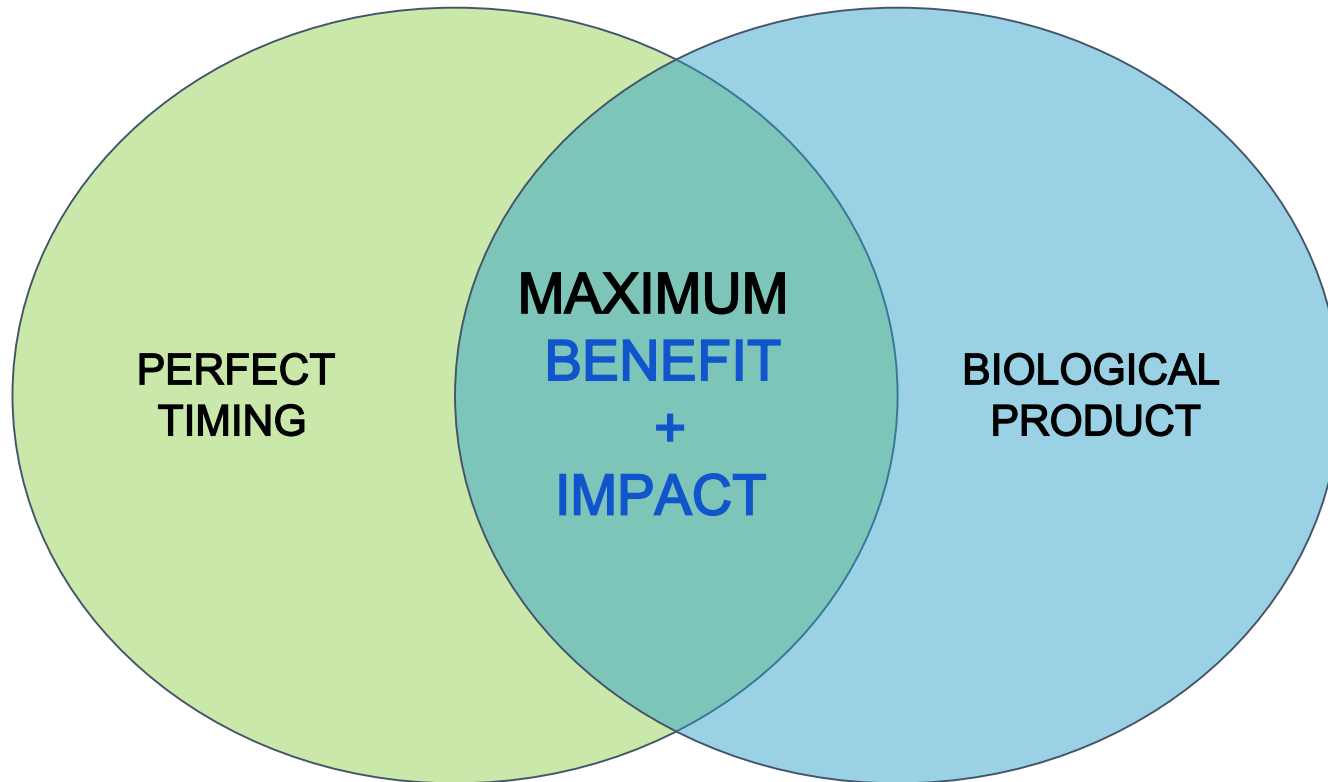 PERFECT
TIMING
MAXIMUM
BENEFIT
+
IMPACT
BIOLOGICAL
PRODUCT